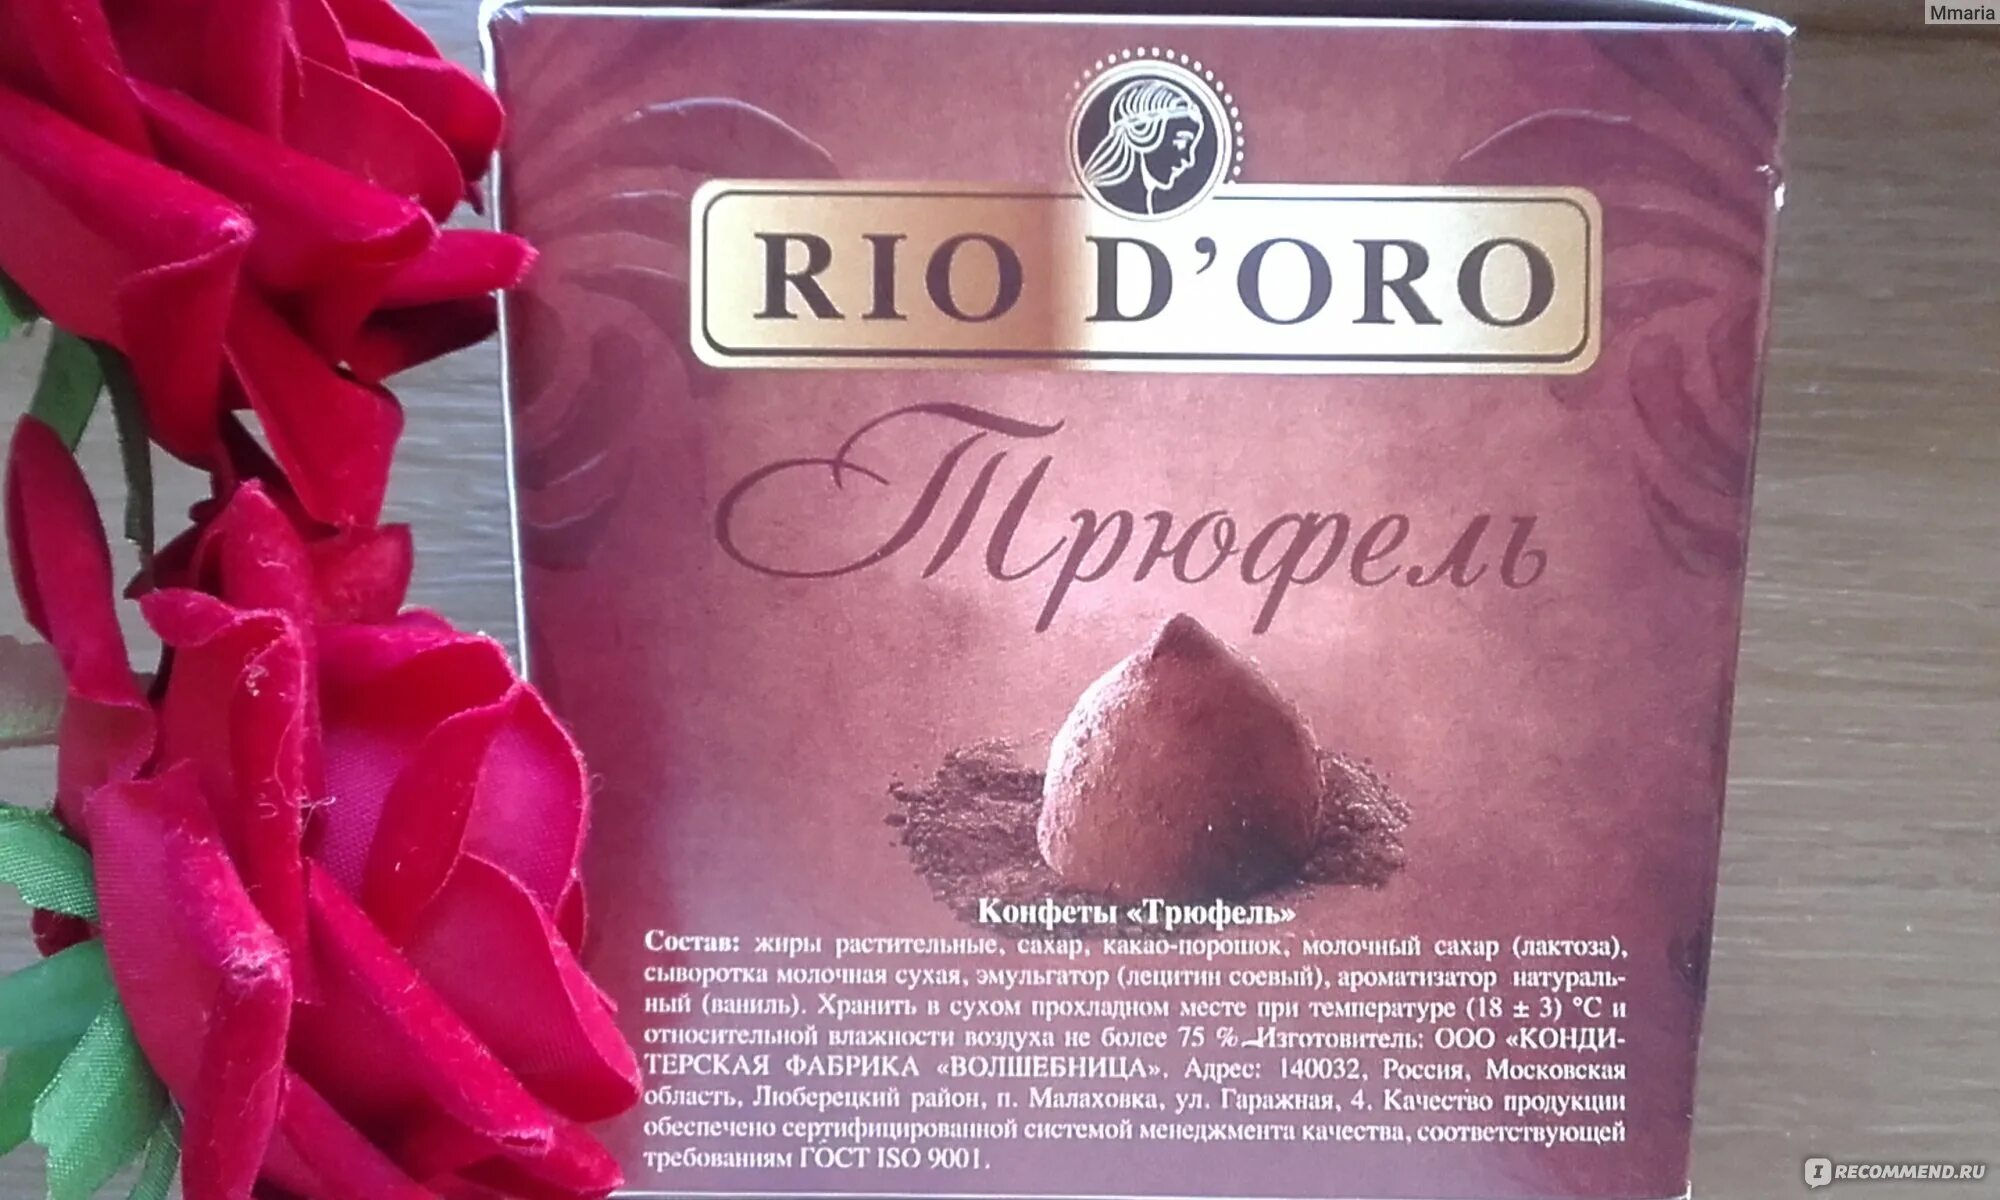 Mmaria
RIO D’ORO
Трюфель
Конфеты «Трюфель»
Состав: жиры растительные, сахар, какао-порошок, молочный сахар (лактоза),
сыворотка молочная сухая, эмульгатор (лецитин соевый), ароматизатор натураль-
ный (ваниль). Хранить в сухом прохладном месте при температуре (18 ± 3) °С и
относительной влажности воздуха не более 75 %. Изготовитель: ООО «КОНДИ-
ТЕРСКАЯ ФАБРИКА «ВОЛШЕБНИЦА». Адрес: 140032, Россия, Московская
область, Люберецкий район, п. Малаховка, ул. Гаражная, 4. Качество продукции
обеспечено сертифицированной системой менеджмента качества, соответствующей
требованиям ГОСТ ISO 9001.
IRECOMMEND.RU